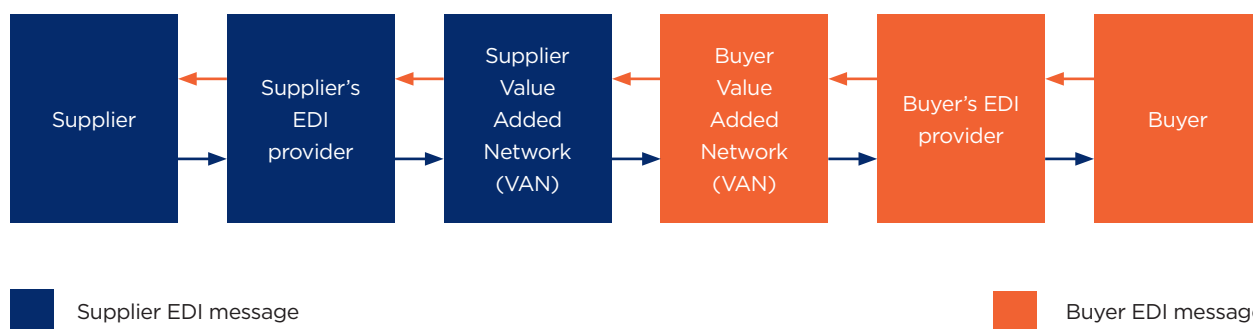 Supplier
Supplier’s
EDI
provider
Supplier
Value
Added
Network
(VAN)
Buyer
Value
Added
Network
(VAN)
Buyer’s EDI
provider
Buyer
Supplier EDI message
Buyer EDI messag